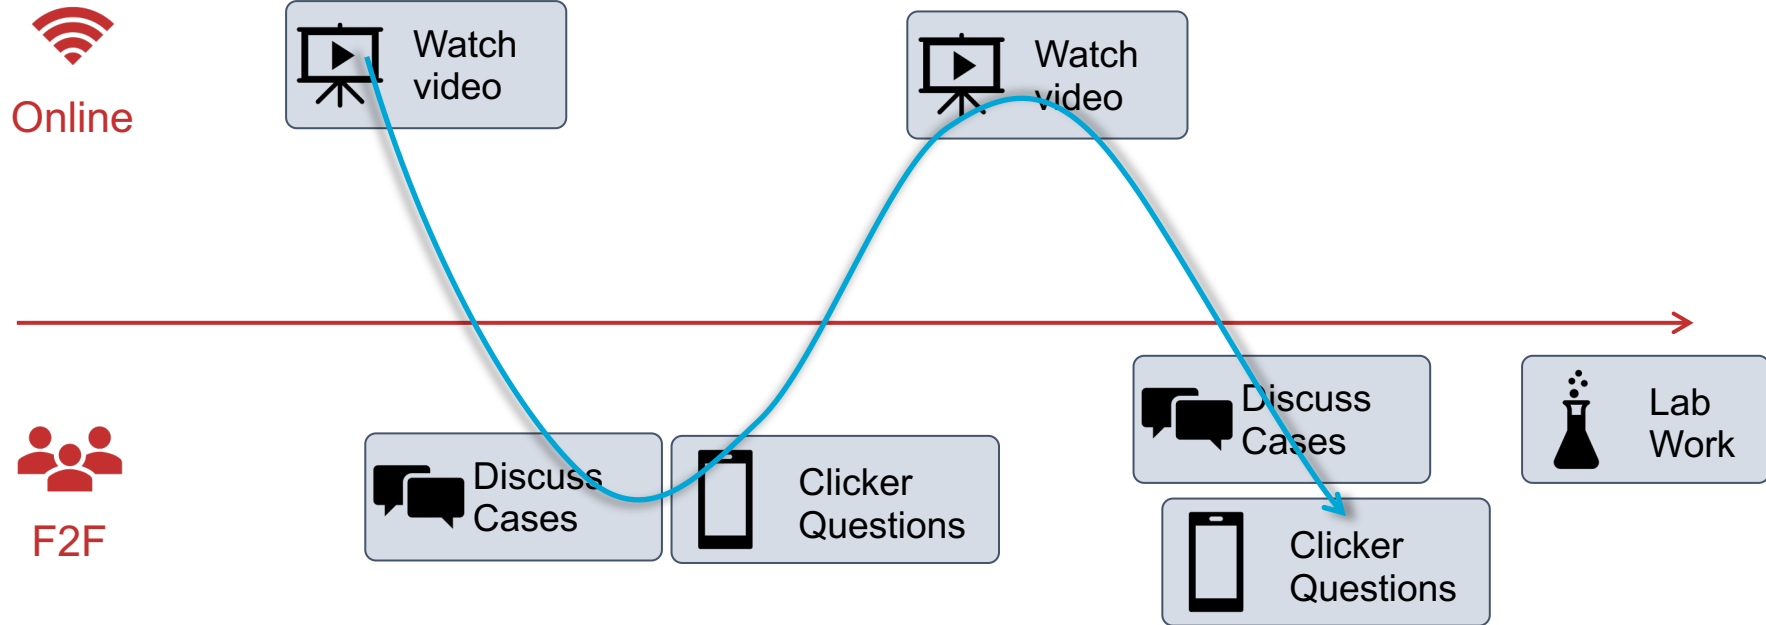 Online
Watch
video
Watch
video
F2F
Discuss
Cases
Clicker
Questions
Discuss
Cases
Clicker
Questions
Lab
Work